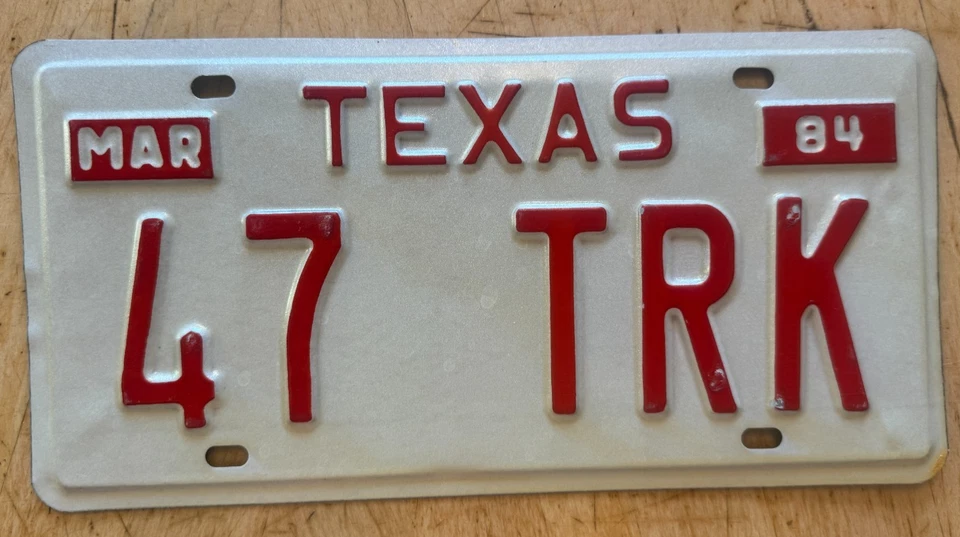 MAR TEXAS 84
47 TRK